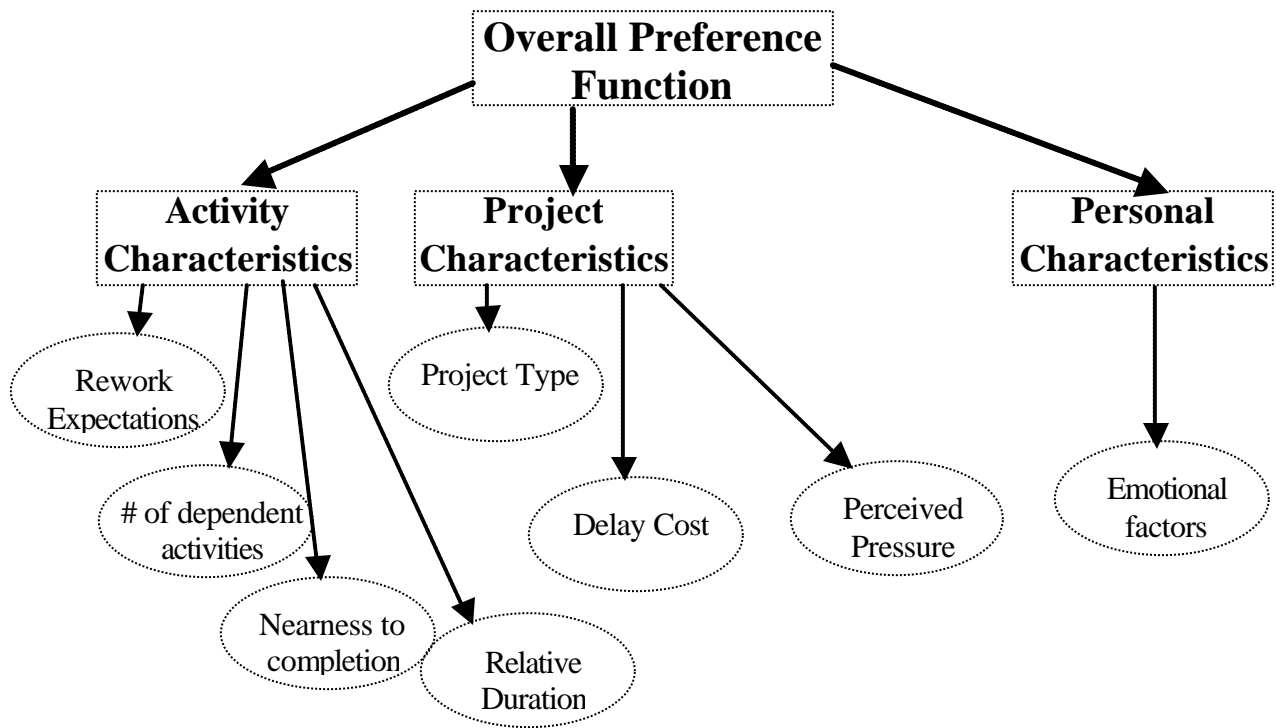 Overall Preference
Function
Activity
Characteristics
Project
Characteristics
Personal
Characteristics
Rework
Expectations
Project Type
# of dependent
activities
Delay Cost
Perceived
Pressure
Emotional
factors
Nearness to
completion
Relative
Duration